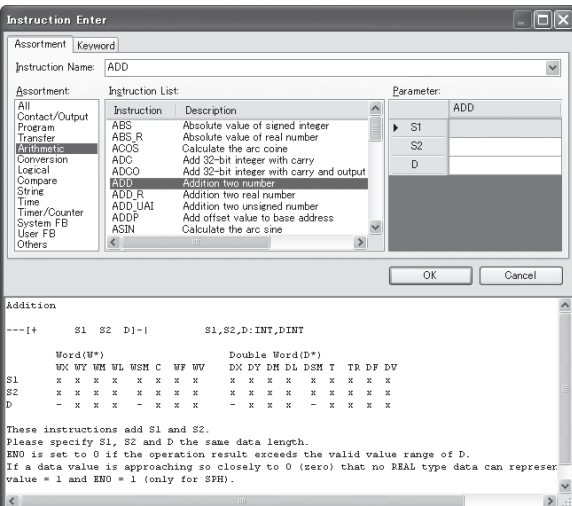 Instruction Enter
Assortment Keyword
Instruction Name: ADD
Assortment: Instruction List: Parameter:
All
Contact/Output
Program
Transfer
Arithmetic
Conversion
Logical
Compare
String
Time
Timer/Counter
System FB
User FB
Others
Instruction Description
ABS Absolute value of signed integer
ABS_R Absolute value of real number
ACOS Calculate the arc coine
ADC Add 32-bit integer with carry
ADCO Add 32-bit integer with carry and output
ADD Addition two number
ADD_R Addition two real number
ADD_UAI Addition two unsigned number
ADDP Add offset value to base address
ASIN Calculate the arc sine
ADD
S1
S2
D
OK Cancel
Addition
---[+ S1 S2 D]-| S1,S2,D:INT,DINT
Word(W*) Double Word(D*)
WX WY WM WL WSM C WF WV DX DY DM DL DSM T TR DF DV
S1 x x x x x x x x x x x x x x x x x
S2 x x x x x x x x x x x x x x x x x
D - x x x - x x x - x x x - x x x x
These instructions add S1 and S2.
Please specify S1, S2 and D the same data length.
ENO is set to 0 if the operation result exceeds the valid value range of D.
If a data value is approaching so closely to 0 (zero) that no REAL type data can represer
value = 1 and ENO = 1 (only for SPH).